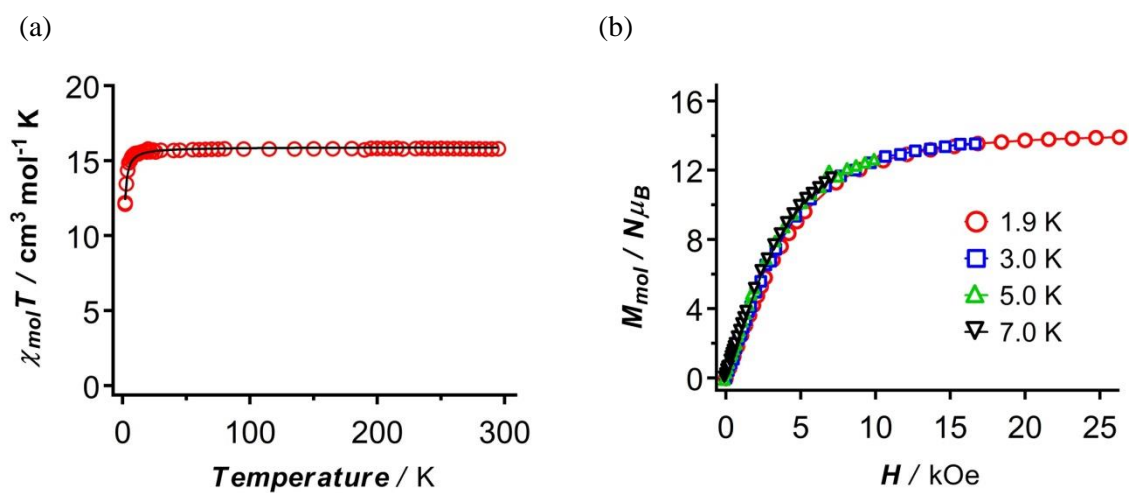 (a)
(b)
χmolT / cm³ mol⁻¹ K
20
15
10
5
0
0
100
200
300
Temperature / K
Mmol / NμB
16
12
8
4
0
0
5
10
15
20
25
H / kOe
1.9 K
3.0 K
5.0 K
7.0 K